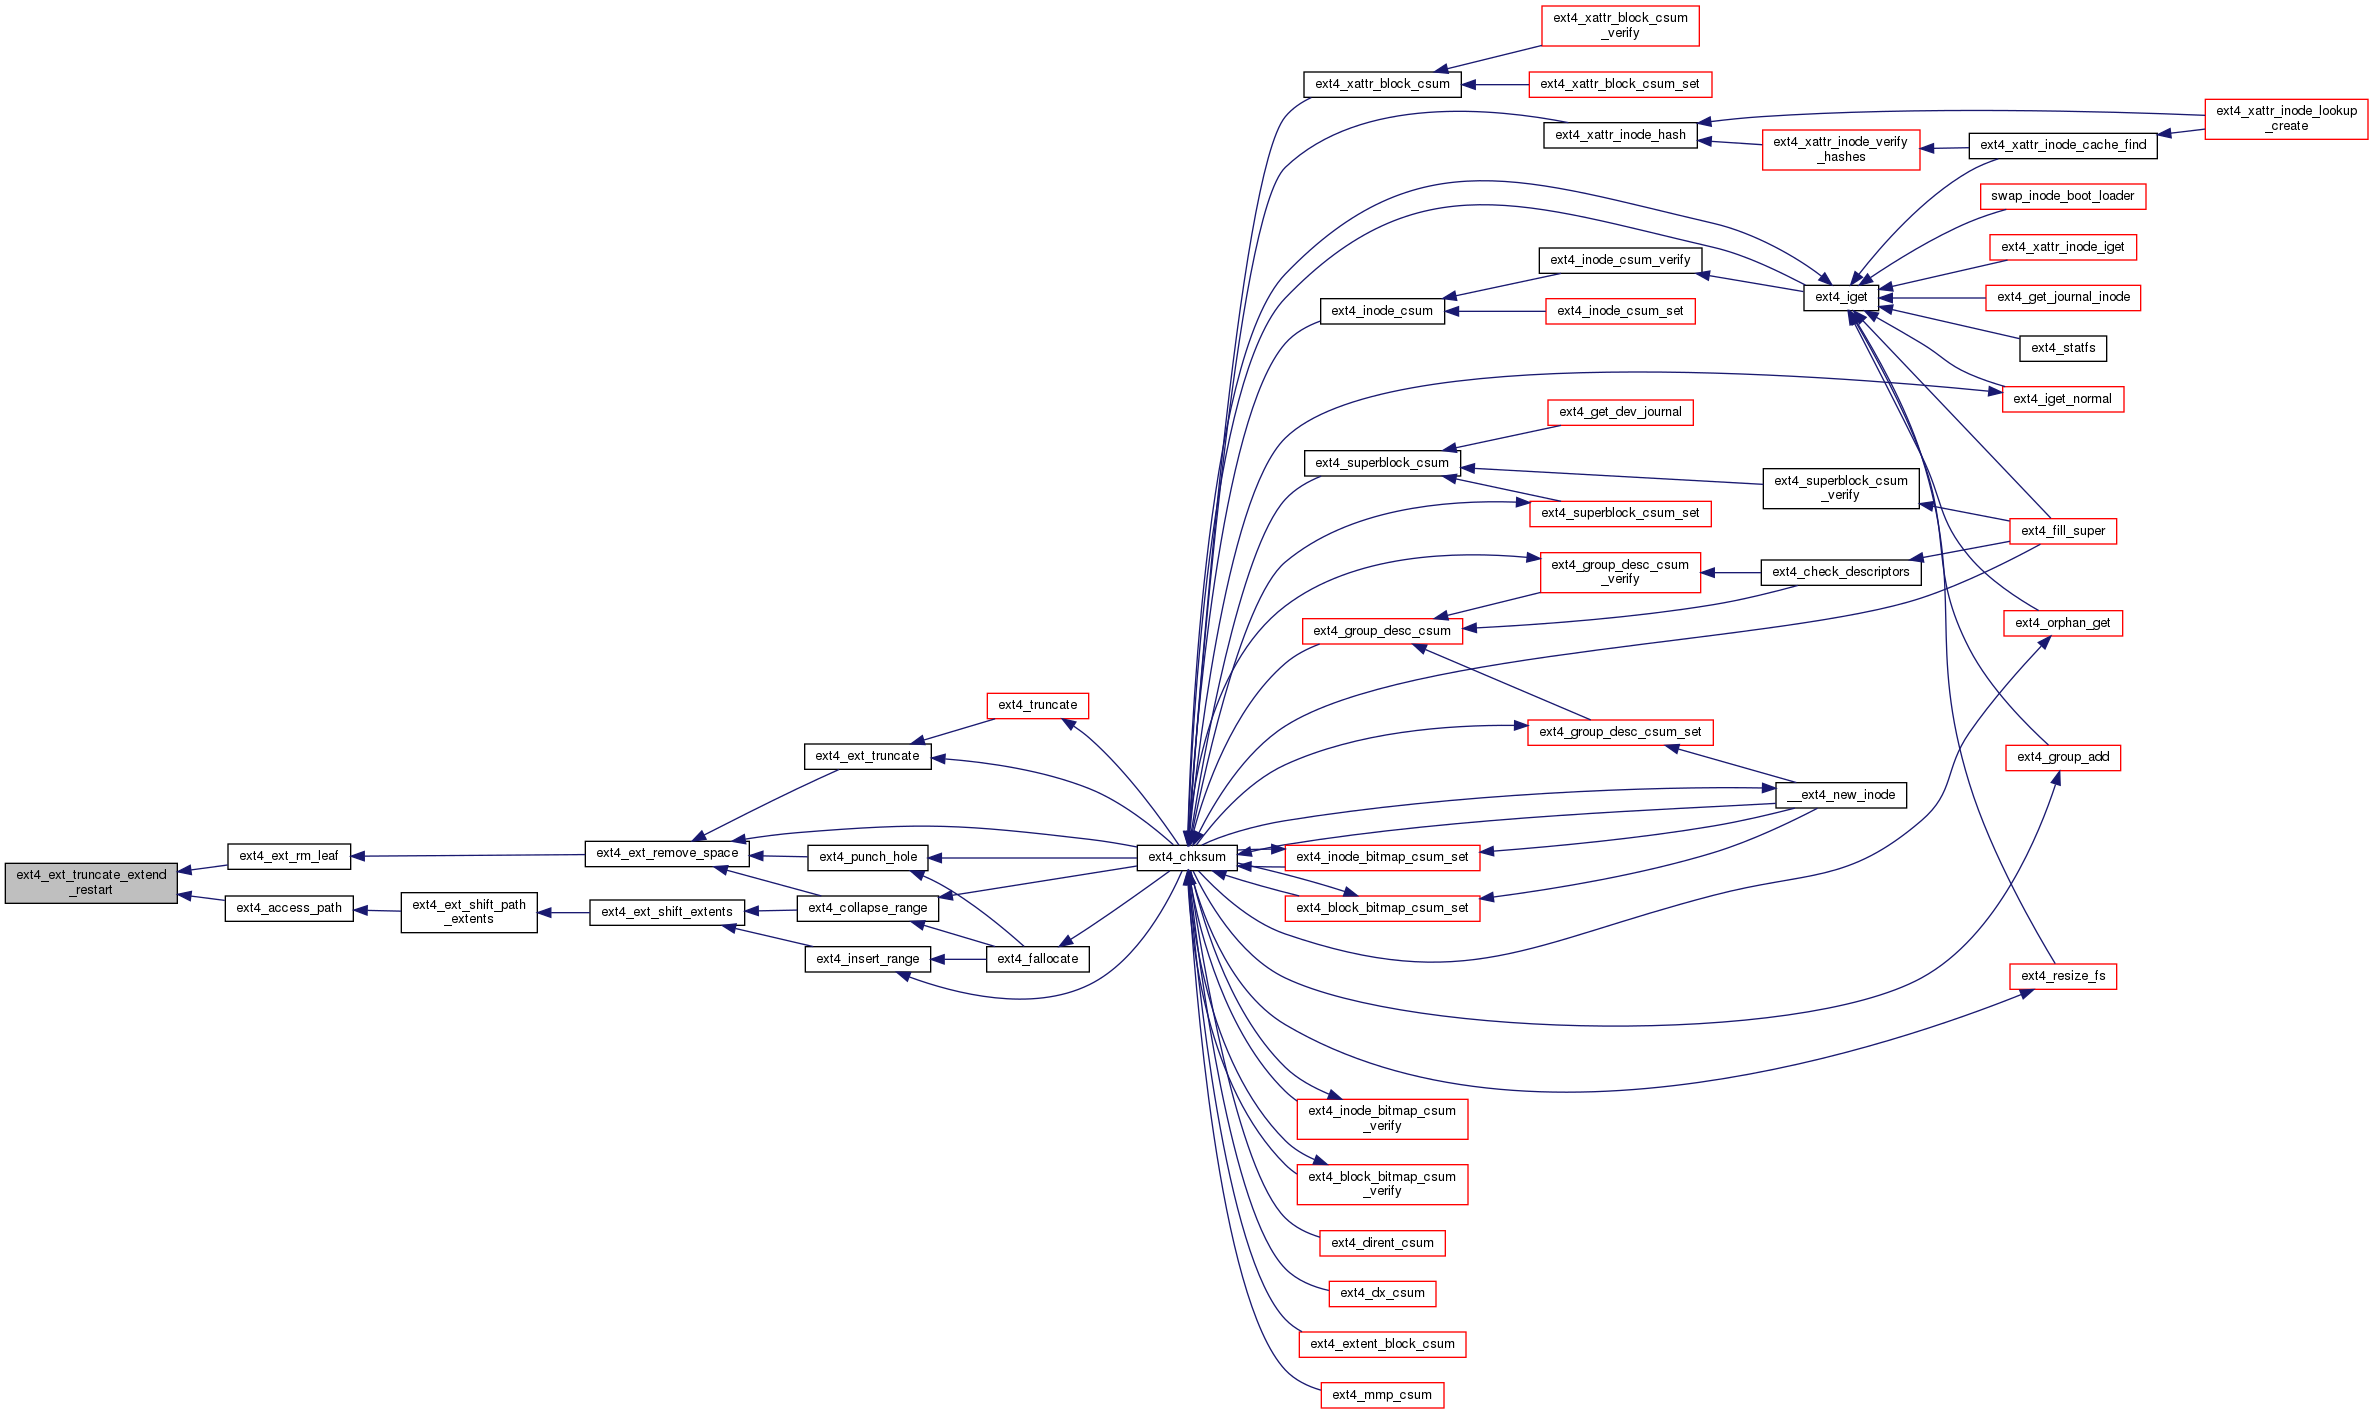 ext4_xattr_block_csum
_verify
ext4_xattr_block_csum
ext4_xattr_block_csum_set
ext4_xattr_inode_lookup
_create
ext4_xattr_inode_hash
ext4_xattr_inode_verify
_hashes
ext4_xattr_inode_cache_find
swap_inode_boot_loader
ext4_xattr_inode_iget
ext4_inode_csum_verify
ext4_iget
ext4_get_journal_inode
ext4_inode_csum
ext4_inode_csum_set
ext4_statfs
ext4_iget_normal
ext4_get_dev_journal
ext4_superblock_csum
ext4_superblock_csum
_verify
ext4_superblock_csum_set
ext4_fill_super
ext4_group_desc_csum
_verify
ext4_check_descriptors
ext4_group_desc_csum
ext4_orphan_get
ext4_truncate
ext4_group_desc_csum_set
ext4_ext_truncate
ext4_group_add
__ext4_new_inode
ext4_ext_rm_leaf
ext4_ext_remove_space
ext4_punch_hole
ext4_chksum
ext4_inode_bitmap_csum_set
ext4_ext_truncate_extend
_restart
ext4_access_path
ext4_ext_shift_path
_extents
ext4_ext_shift_extents
ext4_collapse_range
ext4_block_bitmap_csum_set
ext4_insert_range
ext4_fallocate
ext4_resize_fs
ext4_inode_bitmap_csum
_verify
ext4_block_bitmap_csum
_verify
ext4_dirent_csum
ext4_dx_csum
ext4_extent_block_csum
ext4_mmp_csum